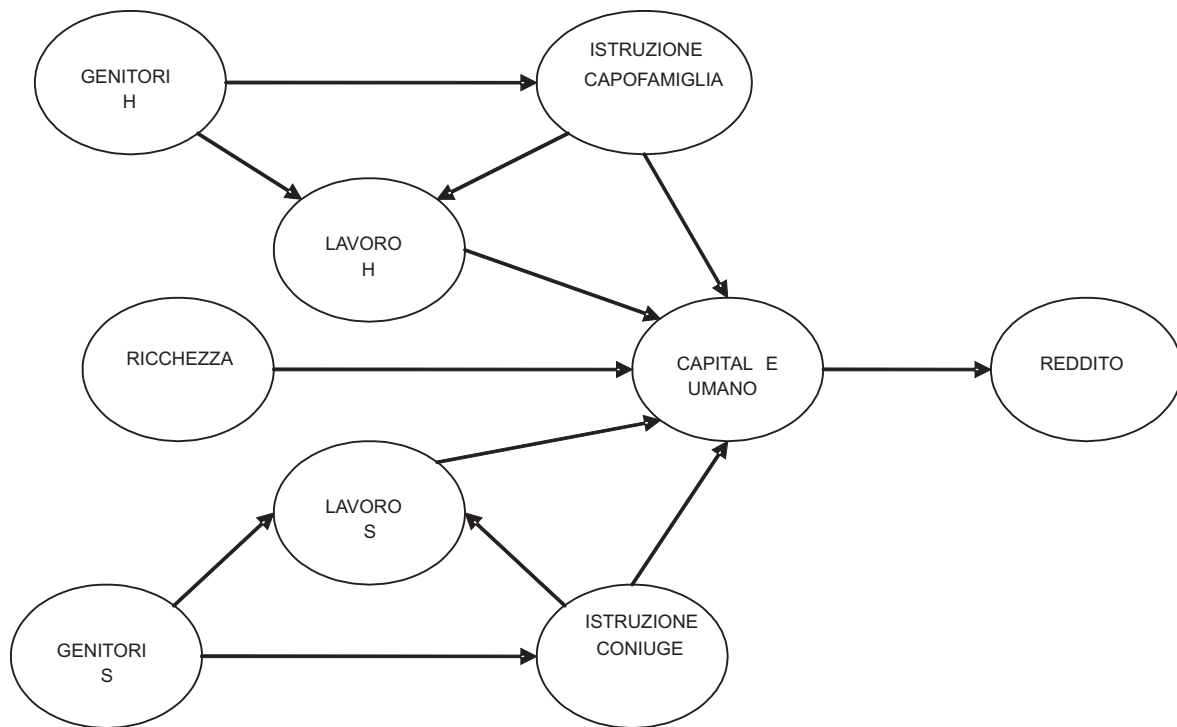 GENITORI
H
ISTRUZIONE
CAPOFAMIGLIA
LAVORO
H
RICCHEZZA
CAPITAL E
UMANO
REDDITO
LAVORO
S
GENITORI
S
ISTRUZIONE
CONIUGE